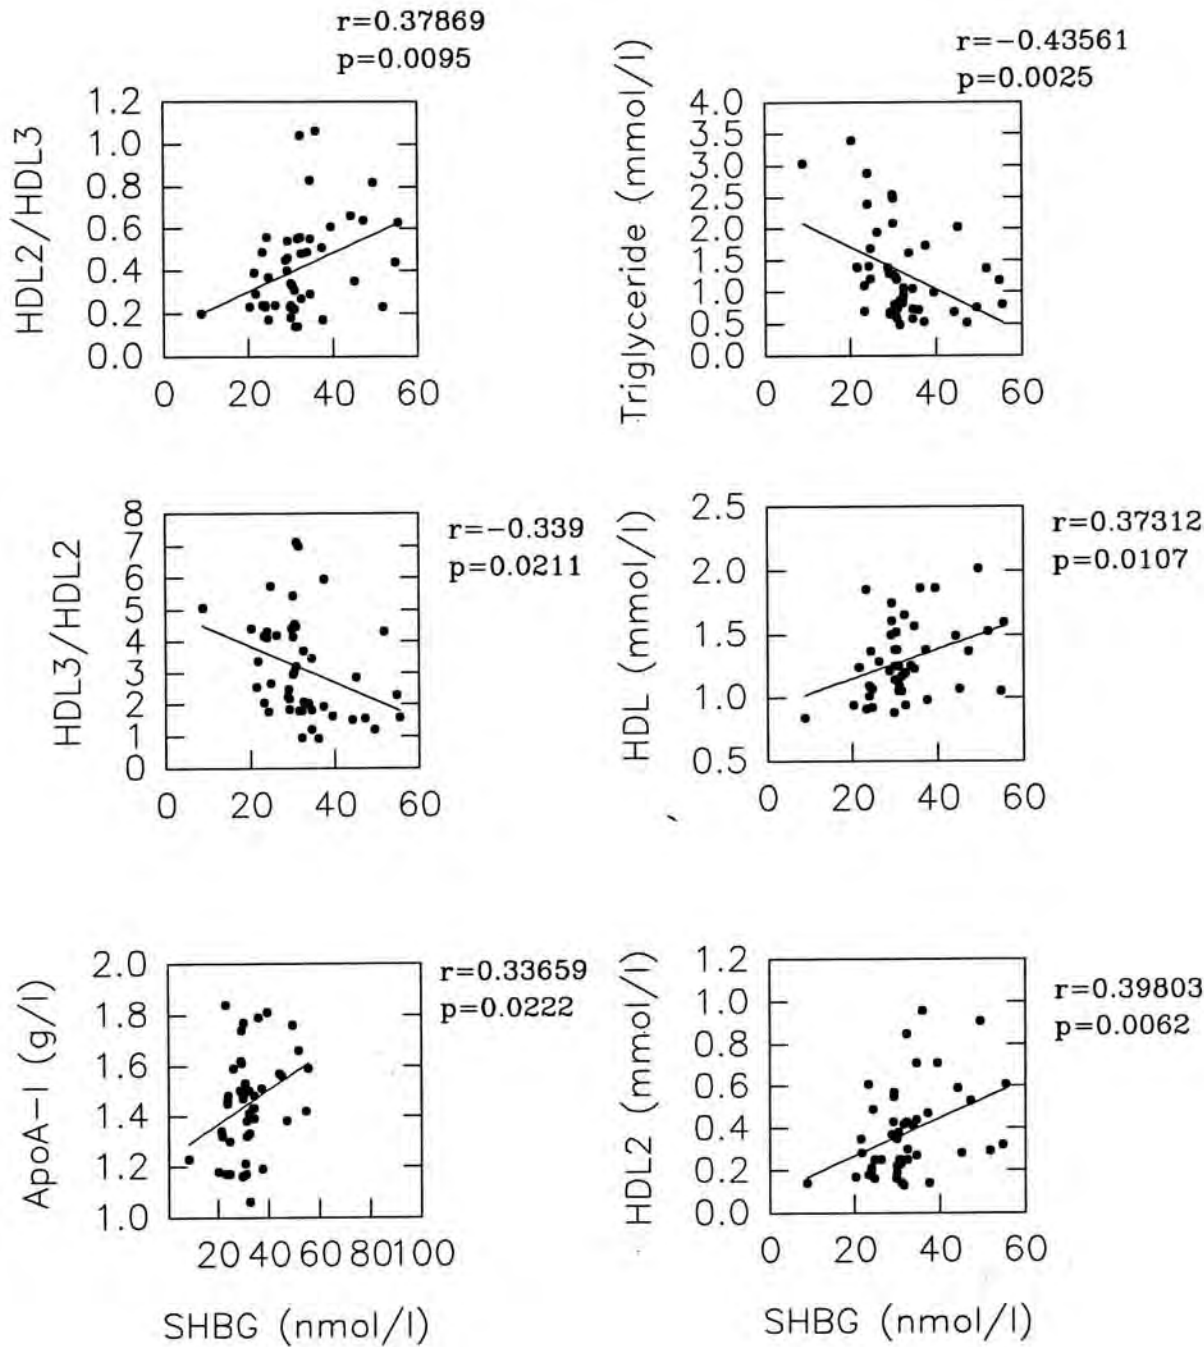 r=0.37869
p=0.0095
HDL2/HDL3
1.2
1.0
0.8
0.6
0.4
0.2
0.0
0 20 40 60
r=−0.43561
p=0.0025
Triglyceride (mmol/l)
4.0
3.5
3.0
2.5
2.0
1.5
1.0
0.5
0.0
0 20 40 60
HDL3/HDL2
8
7
6
5
4
3
2
1
0
0 20 40 60
r=−0.339
p=0.0211
HDL (mmol/l)
2.5
2.0
1.5
1.0
0.5
0 20 40 60
r=0.37312
p=0.0107
ApoA−I (g/l)
2.0
1.8
1.6
1.4
1.2
1.0
20 40 60 80 100
SHBG (nmol/l)
r=0.33659
p=0.0222
HDL2 (mmol/l)
1.2
1.0
0.8
0.6
0.4
0.2
0.0
0 20 40 60
SHBG (nmol/l)
r=0.39803
p=0.0062